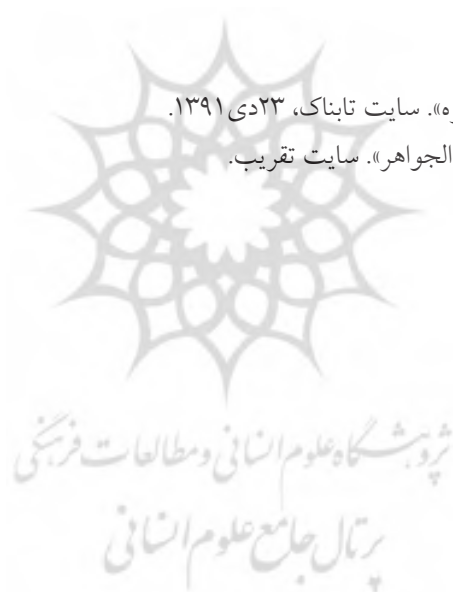 ه». سایت تابناک، ۲۳دی۱۳۹۱.
الجواهر». سایت تقریب.
پژوهشگاه علوم انسانی و مطالعات فرهنگی
پرتال جامع علوم انسانی